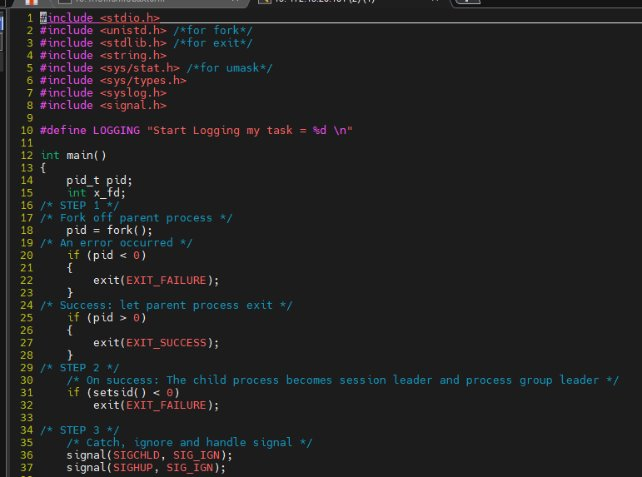 1 #include <stdio.h>
2 #include <unistd.h> /*for fork*/
3 #include <stdlib.h> /*for exit*/
4 #include <string.h>
5 #include <sys/stat.h> /*for umask*/
6 #include <sys/types.h>
7 #include <syslog.h>
8 #include <signal.h>
9
10 #define LOGGING "Start Logging my task = %d \n"
11
12 int main()
13 {
14     pid_t pid;
15     int x_fd;
16 /* STEP 1 */
17 /* Fork off parent process */
18     pid = fork();
19 /* An error occurred */
20     if (pid < 0)
21     {
22         exit(EXIT_FAILURE);
23     }
24 /* Success: let parent process exit */
25     if (pid > 0)
26     {
27         exit(EXIT_SUCCESS);
28     }
29 /* STEP 2 */
30     /* On success: The child process becomes session leader and process group leader */
31     if (setsid() < 0)
32         exit(EXIT_FAILURE);
33
34 /* STEP 3 */
35     /* Catch, ignore and handle signal */
36     signal(SIGCHLD, SIG_IGN);
37     signal(SIGHUP, SIG_IGN);